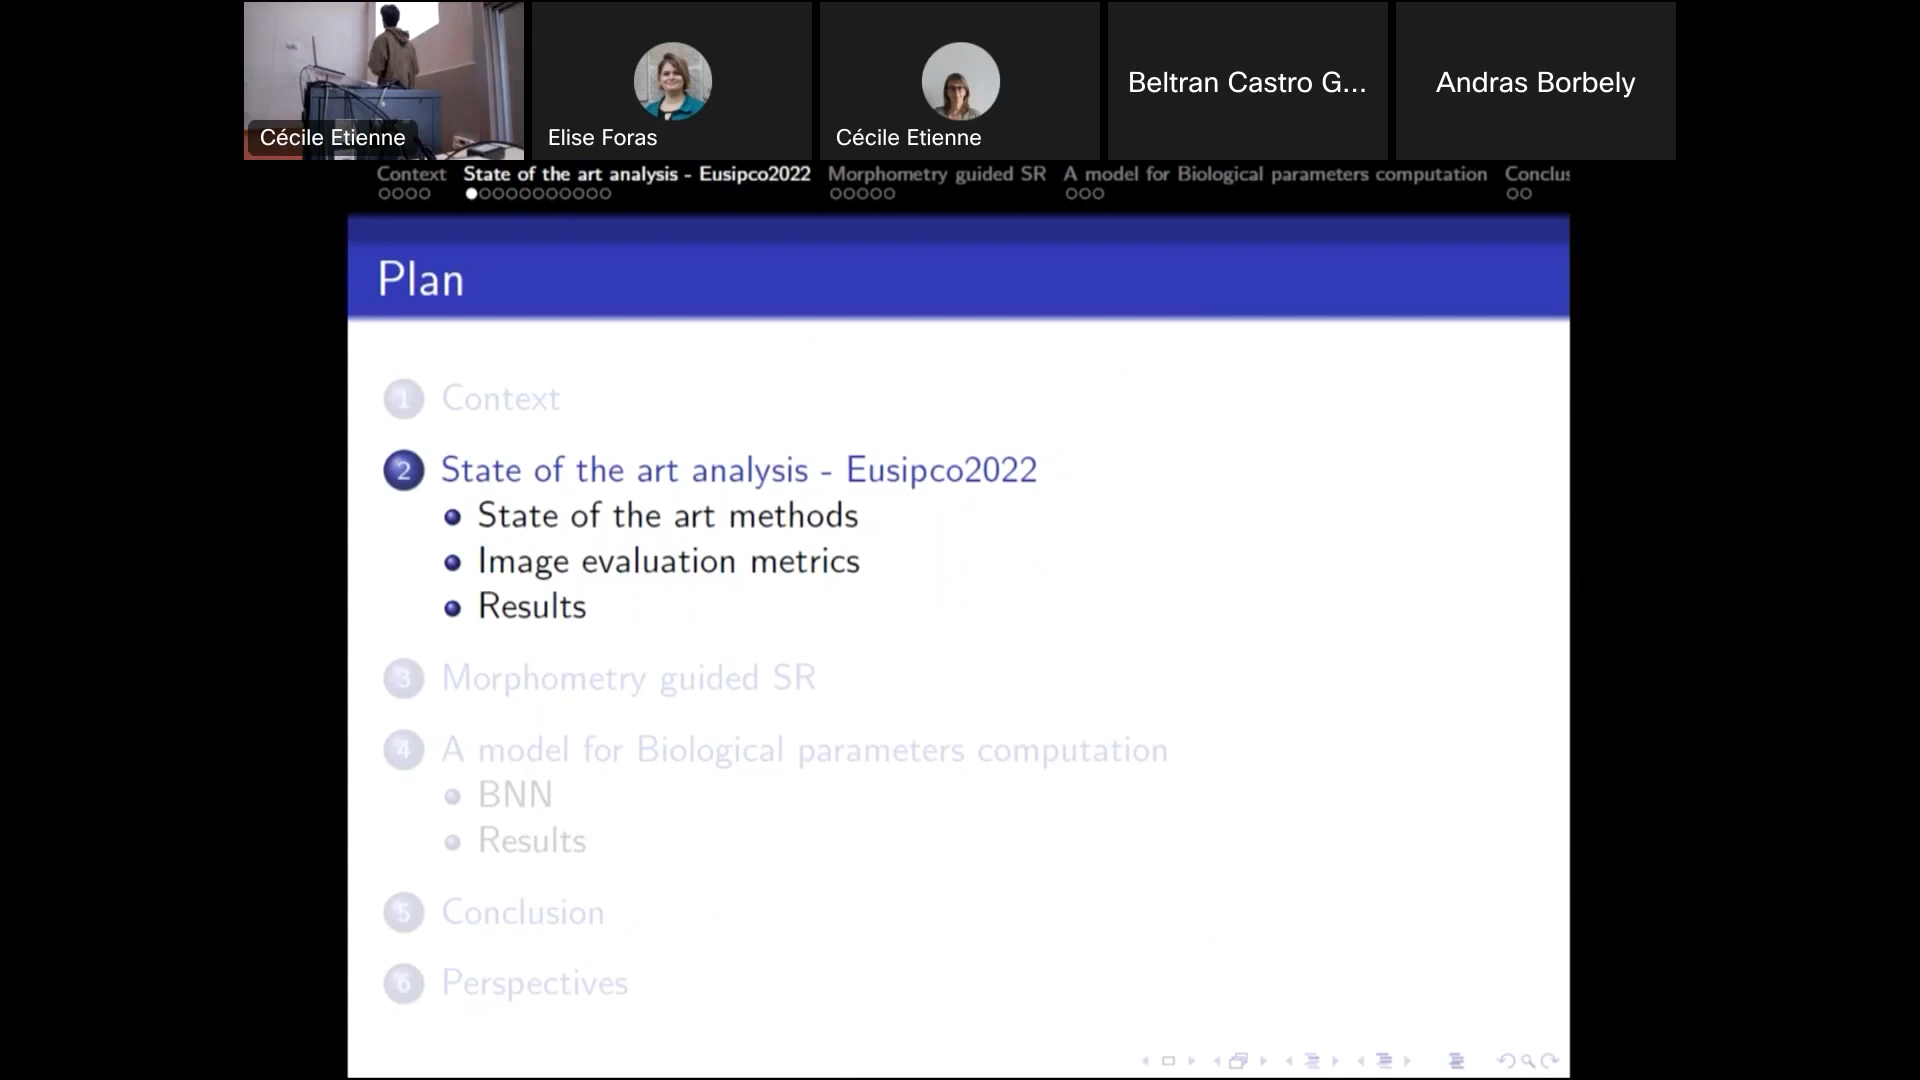 Cécile Etienne
Elise Foras
Cécile Etienne
Beltran Castro G...
Andras Borbely
Context State of the art analysis - Eusipco2022 Morphometry guided SR A model for Biological parameters computation Conclus
Plan
1 Context
2 State of the art analysis - Eusipco2022
State of the art methods
Image evaluation metrics
Results
3 Morphometry guided SR
4 A model for Biological parameters computation
BNN
Results
5 Conclusion
6 Perspectives